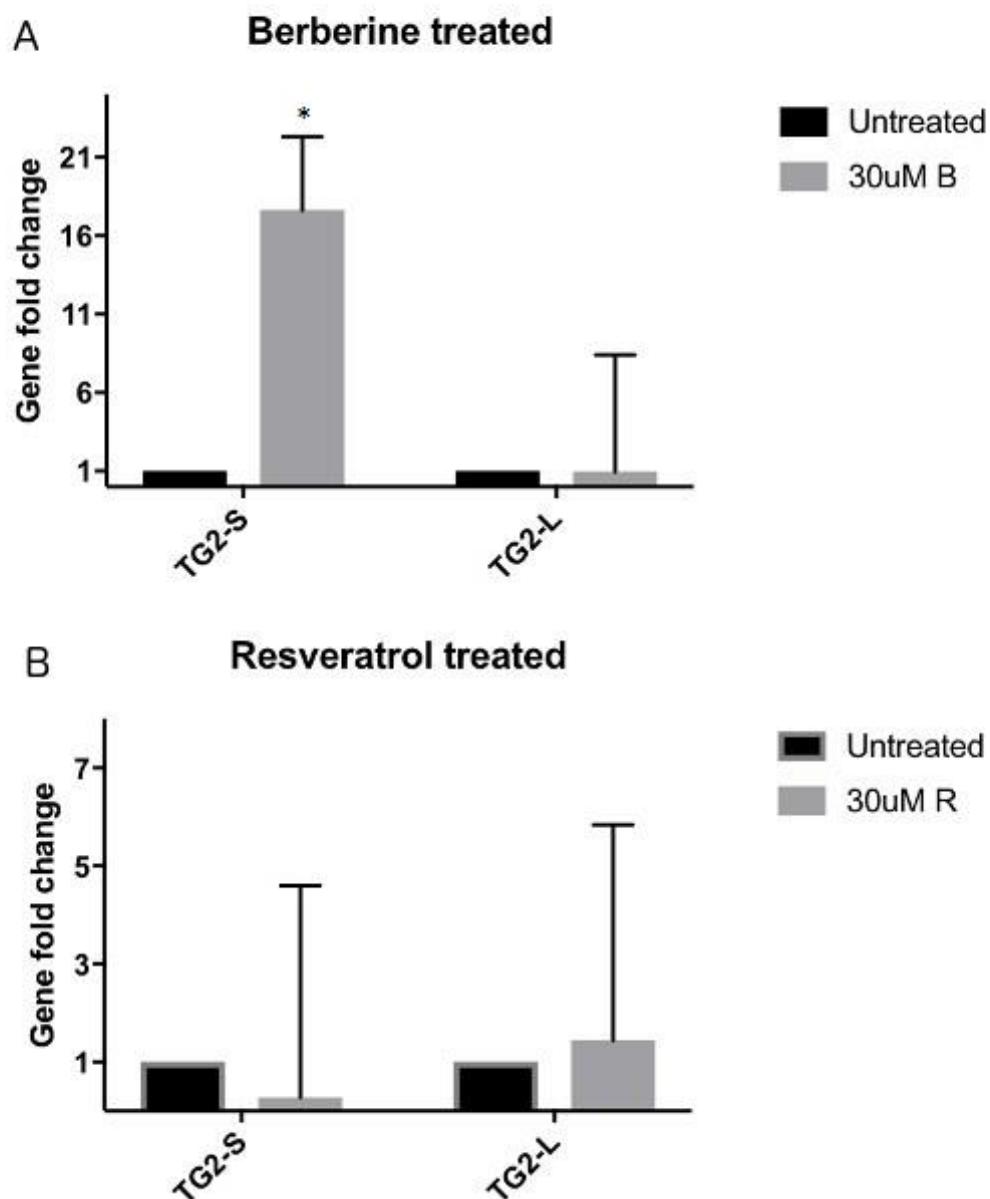 A
Berberine treated
*
Gene fold change
21
16
11
6
1
TG2-S
TG2-L
Untreated
30uM B
B
Resveratrol treated
Gene fold change
7
5
3
1
TG2-S
TG2-L
Untreated
30uM R